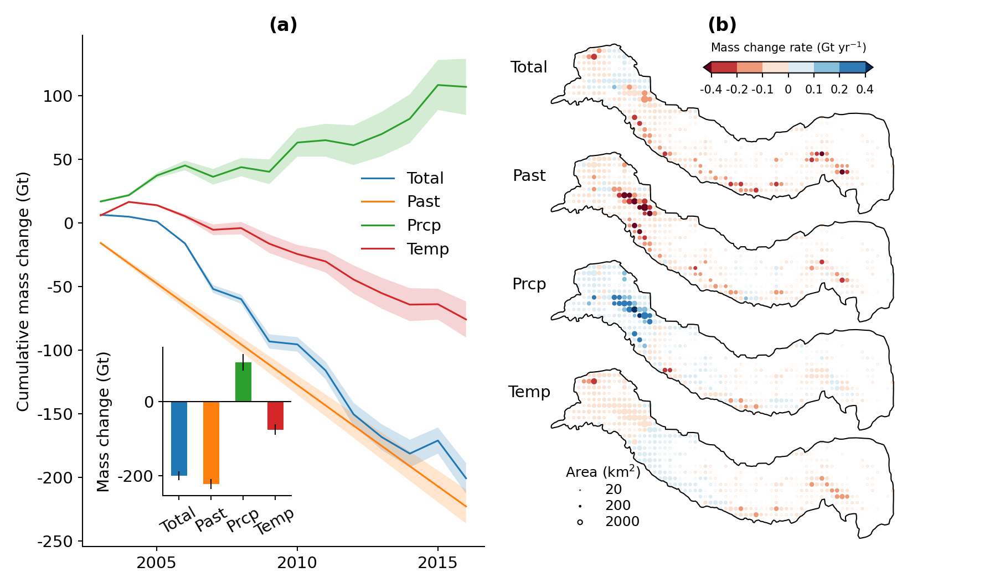 (a)
Cumulative mass change (Gt)
100
50
0
-50
-100
-150
-200
-250
2005
2010
2015
Total
Past
Prcp
Temp
Mass change (Gt)
0
-200
Total
Past
Prcp
Temp
(b)
Mass change rate (Gt yr⁻¹)
-0.4 -0.2 -0.1 0 0.1 0.2 0.4
Total
Past
Prcp
Temp
Area (km²)
20
200
2000